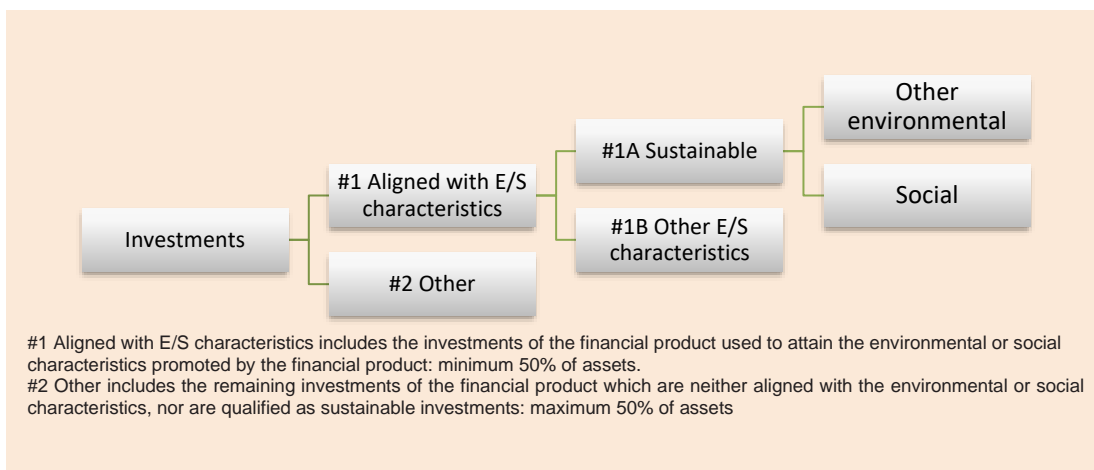 Other
environmental
#1A Sustainable
#1 Aligned with E/S
characteristics
Social
Investments
#1B Other E/S
characteristics
#2 Other
#1 Aligned with E/S characteristics includes the investments of the financial product used to attain the environmental or social
characteristics promoted by the financial product: minimum 50% of assets.
#2 Other includes the remaining investments of the financial product which are neither aligned with the environmental or social
characteristics, nor are qualified as sustainable investments: maximum 50% of assets